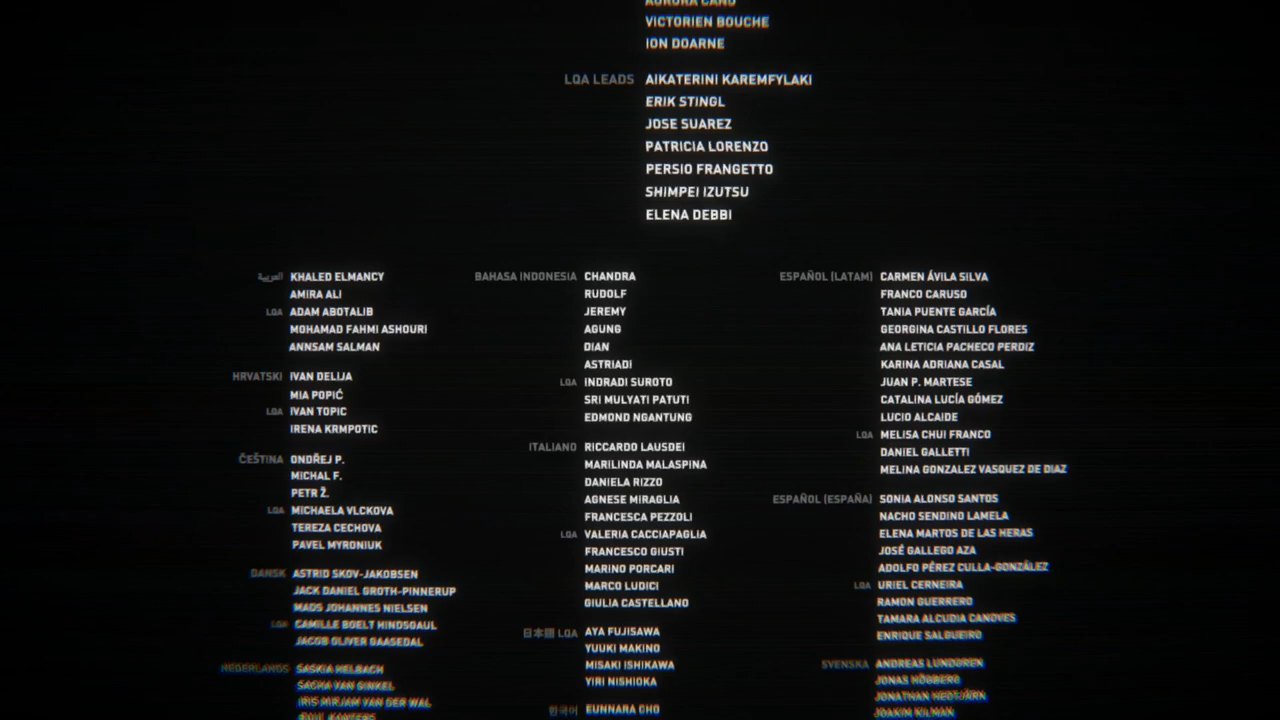 AURORA CANO
VICTORIEN BOUCHE
ION DOARNE
LQA LEADS AIKATERINI KAREMFYLAKI
ERIK STINGL
JOSE SUAREZ
PATRICIA LORENZO
PERSIO FRANGETTO
SHIMPEI IZUTSU
ELENA DEBBI
العربية KHALED ELMANCY
AMIRA ALI
LQA ADAM ABOTALIB
MOHAMAD FAHMI ASHOURI
ANNSAM SALMAN
HRVATSKI IVAN DELIJA
MIA POPIĆ
LQA IVAN TOPIC
IRENA KRMPOTIC
ČEŠTINA ONDŘEJ P.
MICHAL F.
PETR Ž.
LQA MICHAELA VLCKOVA
TEREZA CECHOVA
PAVEL MYRONIUK
DANSK ASTRID SKOV-JAKOBSEN
JACK DANIEL GROTH-PINNERUP
MADS JOHANNES NIELSEN
LQA CAMILLE BOELT HINDSGAUL
JACOB OLIVER GAASEDAL
NEDERLANDS SASKIA HELBACH
SACHA VAN GINKEL
IRIS MIRJAM VAN DER WAL
PAUL KANTERS
BAHASA INDONESIA CHANDRA
RUDOLF
JEREMY
AGUNG
DIAN
ASTRIADI
LQA INDRADI SUROTO
SRI MULYATI PATUTI
EDMOND NGANTUNG
ITALIANO RICCARDO LAUSDEI
MARILINDA MALASPINA
DANIELA RIZZO
AGNESE MIRAGLIA
FRANCESCA PEZZOLI
LQA VALERIA CACCIAPAGLIA
FRANCESCO GIUSTI
MARINO PORCARI
MARCO LUDICI
GIULIA CASTELLANO
日本語 LQA AYA FUJISAWA
YUUKI MAKINO
MISAKI ISHIKAWA
YIRI NISHIOKA
한국어 EUNNARA CHO
ESPAÑOL (LATAM) CARMEN ÁVILA SILVA
FRANCO CARUSO
TANIA PUENTE GARCÍA
GEORGINA CASTILLO FLORES
ANA LETICIA PACHECO PERDIZ
KARINA ADRIANA CASAL
JUAN P. MARTESE
CATALINA LUCÍA GÓMEZ
LUCIO ALCAIDE
LQA MELISA CHUI FRANCO
DANIEL GALLETTI
MELINA GONZALEZ VASQUEZ DE DIAZ
ESPAÑOL (ESPAÑA) SONIA ALONSO SANTOS
NACHO SENDINO LAMELA
ELENA MARTOS DE LAS HERAS
JOSÉ GALLEGO AZA
ADOLFO PÉREZ CULLA-GONZÁLEZ
LQA URIEL CERNEIRA
RAMON GUERRERO
TAMARA ALCUDIA CANOVES
ENRIQUE SALGUEIRO
SVENSKA ANDREAS LUNDGREN
JONAS HÖGBERG
JONATHAN HEDTJÄRN
JOAKIM KILMAN